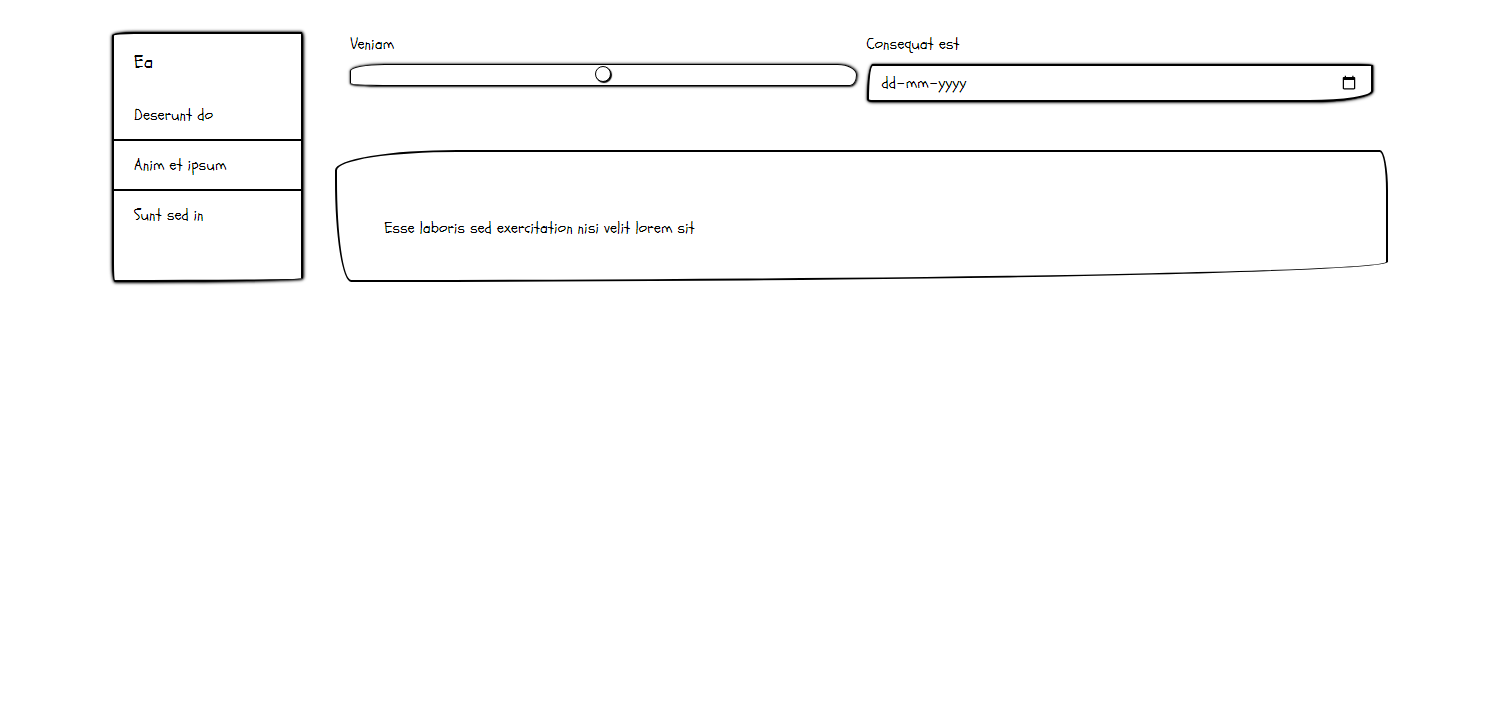 Ea
Deserunt do
Anim et ipsum
Sunt sed in
Veniam
Consequat est
dd-mm-yyyy
Esse laboris sed exercitation nisi velit lorem sit